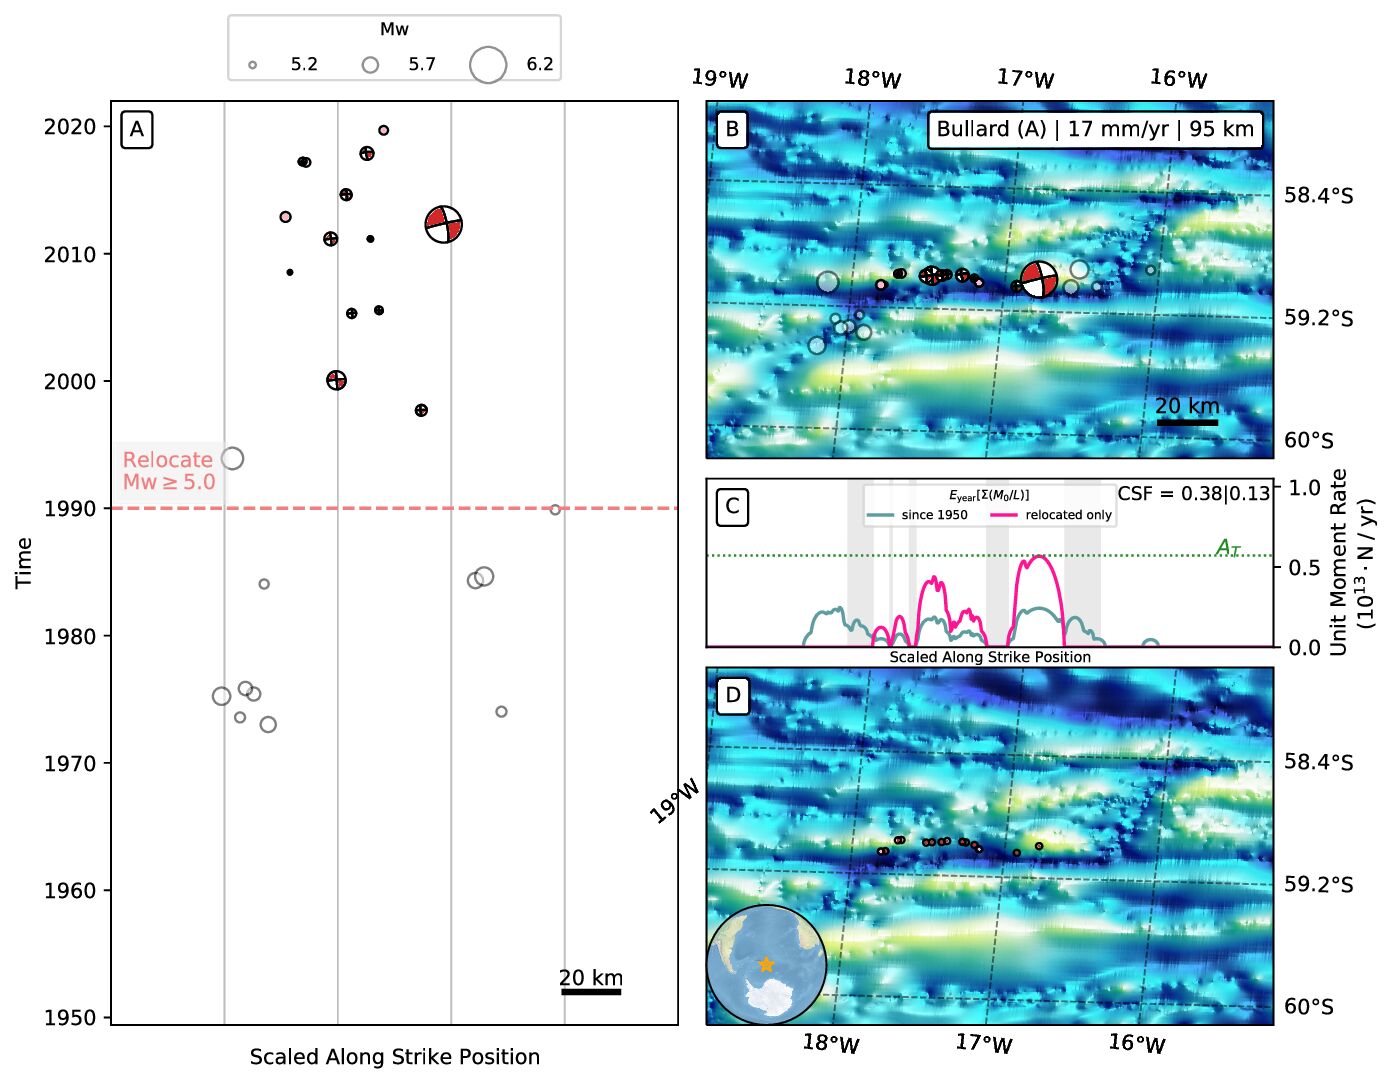 Mw
5.2 5.7 6.2
A
2020
2010
2000
1990
1980
1970
1960
1950
Time
Relocate
Mw ≥ 5.0
20 km
Scaled Along Strike Position
19°W 18°W 17°W 16°W
B
Bullard (A) | 17 mm/yr | 95 km
58.4°S
59.2°S
60°S
20 km
C
E_year[Σ(M₀/L)]
since 1950 relocated only
CSF = 0.38|0.13
A_T
1.0
0.5
0.0
Unit Moment Rate
(10¹³ · N / yr)
Scaled Along Strike Position
D
19°W
58.4°S
59.2°S
60°S
18°W 17°W 16°W